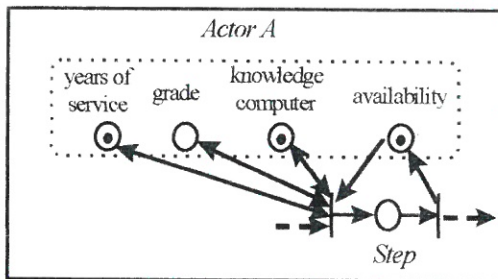 Actor A
years of
service
grade
knowledge
computer
availability
Step